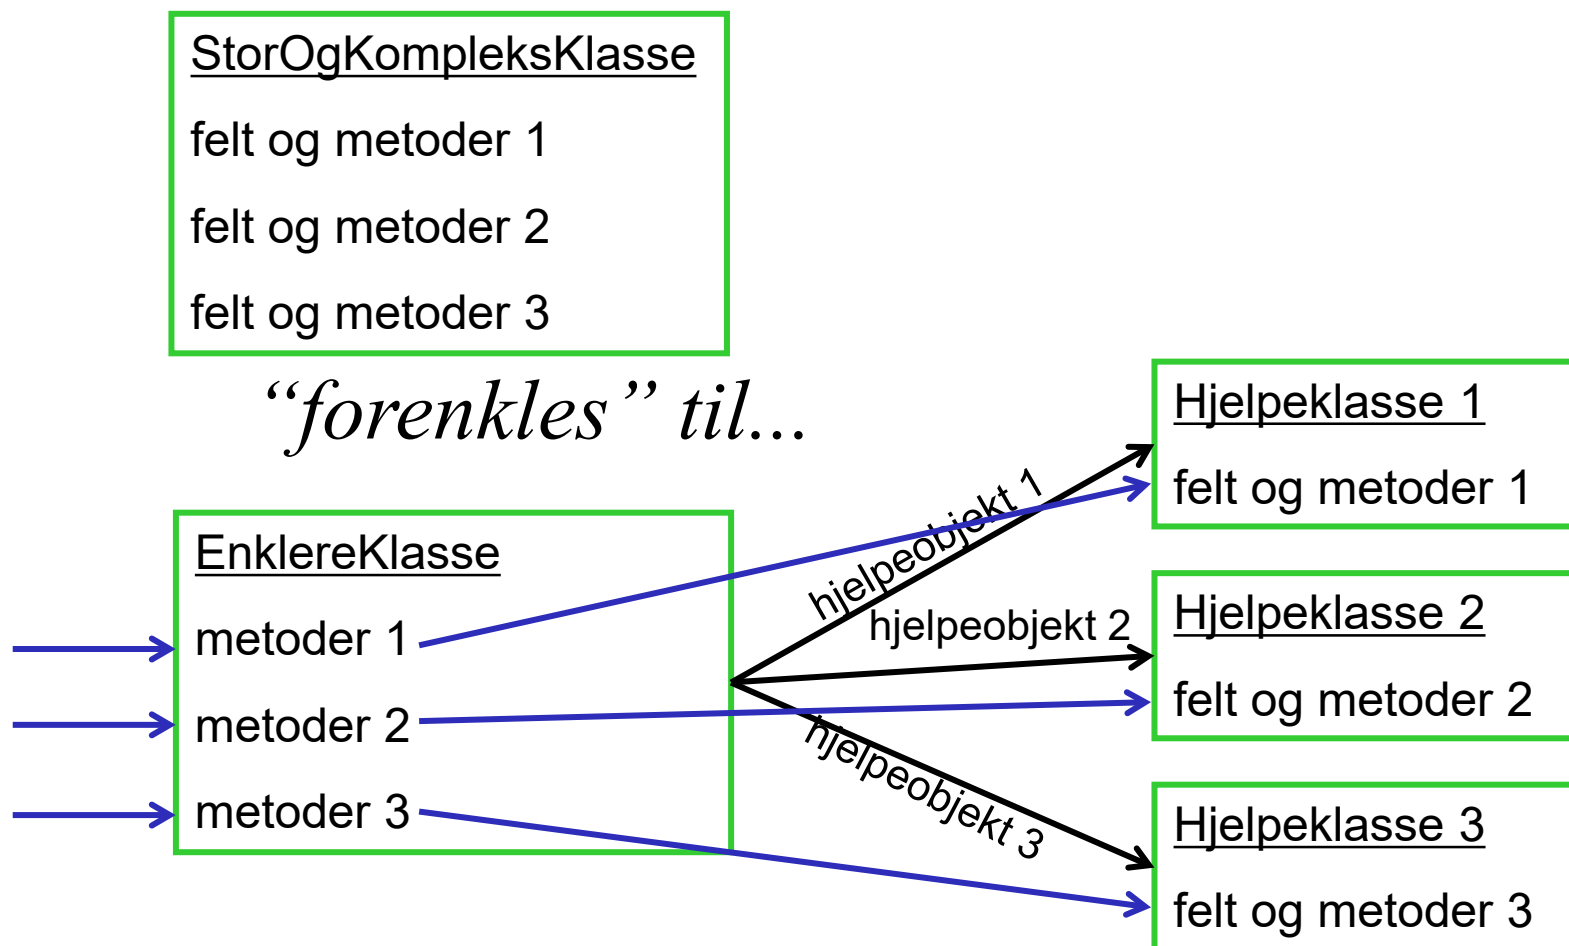 StorOgKompleksKlasse
felt og metoder 1
felt og metoder 2
felt og metoder 3
“forenkles” til...
EnklereKlasse
metoder 1
metoder 2
metoder 3
hjelpeobjekt 1
hjelpeobjekt 2
hjelpeobjekt 3
Hjelpeklasse 1
felt og metoder 1
Hjelpeklasse 2
felt og metoder 2
Hjelpeklasse 3
felt og metoder 3